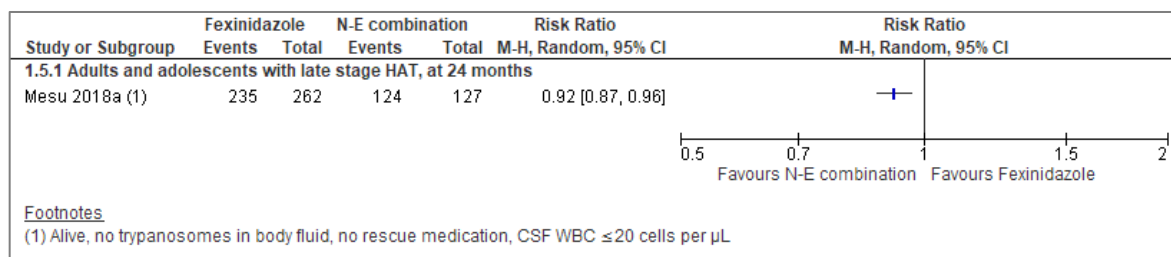 Fexinidazole N-E combination Risk Ratio Risk Ratio
Study or Subgroup Events Total Events Total M-H, Random, 95% CI M-H, Random, 95% CI
1.5.1 Adults and adolescents with late stage HAT, at 24 months
Mesu 2018a (1) 235 262 124 127 0.92 [0.87, 0.96]
0.5 0.7 1 1.5 2
Favours N-E combination Favours Fexinidazole
Footnotes
(1) Alive, no trypanosomes in body fluid, no rescue medication, CSF WBC ≤20 cells per µL